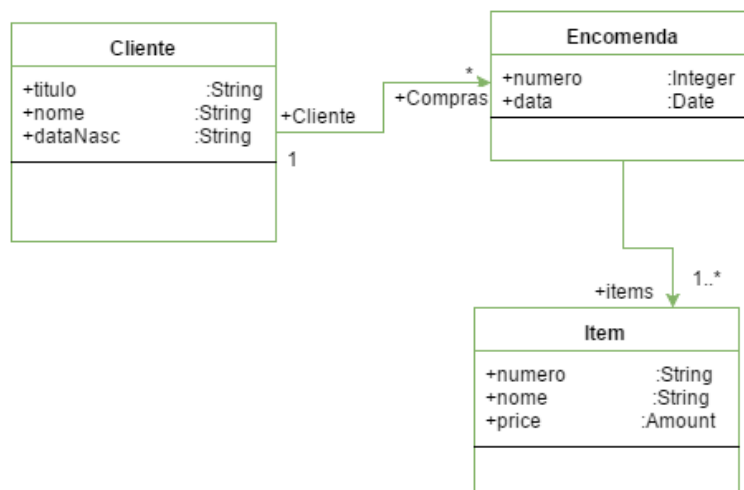 Cliente
+titulo :String
+nome :String
+dataNasc :String
+Cliente
1
*
+Compras
Encomenda
+numero :Integer
+data :Date
1..*
+items
Item
+numero :String
+nome :String
+price :Amount